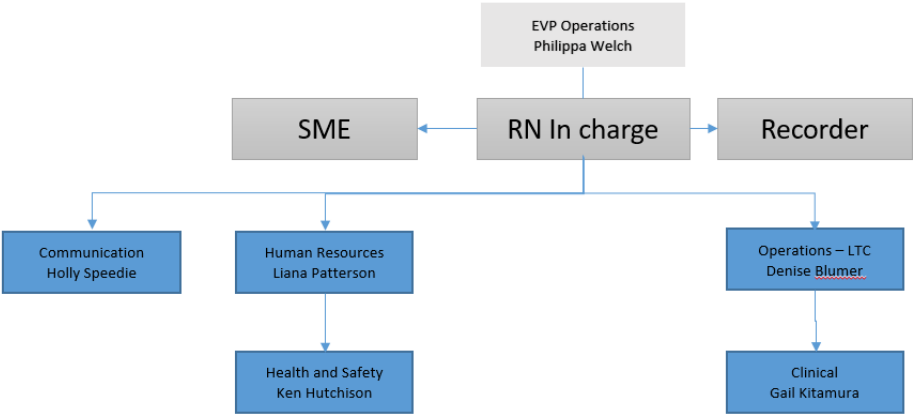 EVP Operations
Philippa Welch
SME
RN In charge
Recorder
Communication
Holly Speedie
Human Resources
Liana Patterson
Operations – LTC
Denise Blumer
Health and Safety
Ken Hutchison
Clinical
Gail Kitamura